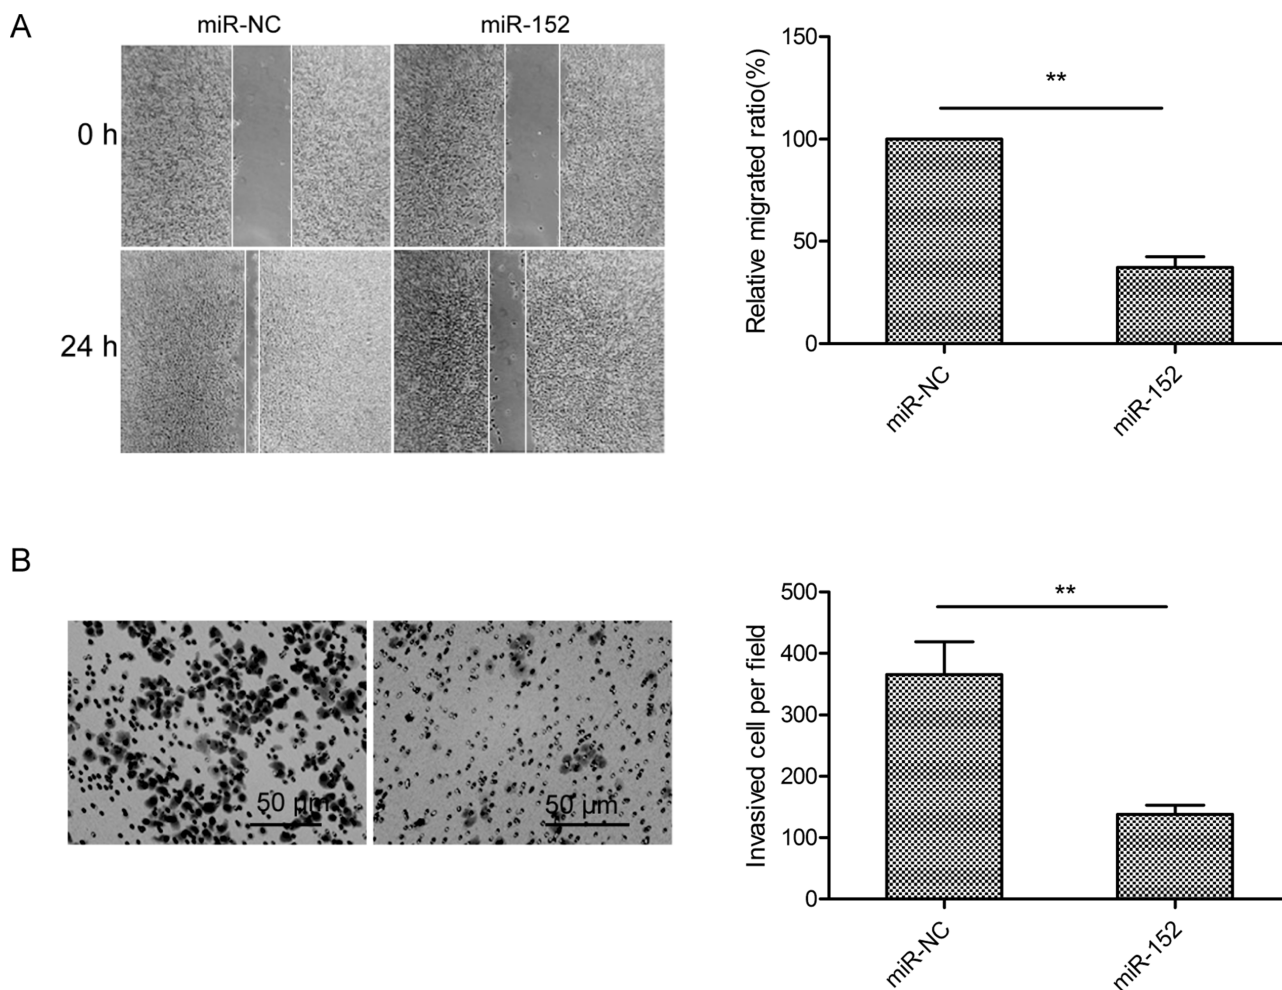 A
miR-NC
miR-152
0 h
24 h
Relative migrated ratio(%)
150
100
50
0
**
miR-NC
miR-152
B
50 µm
50 µm
Invasived cell per field
500
400
300
200
100
0
**
miR-NC
miR-152